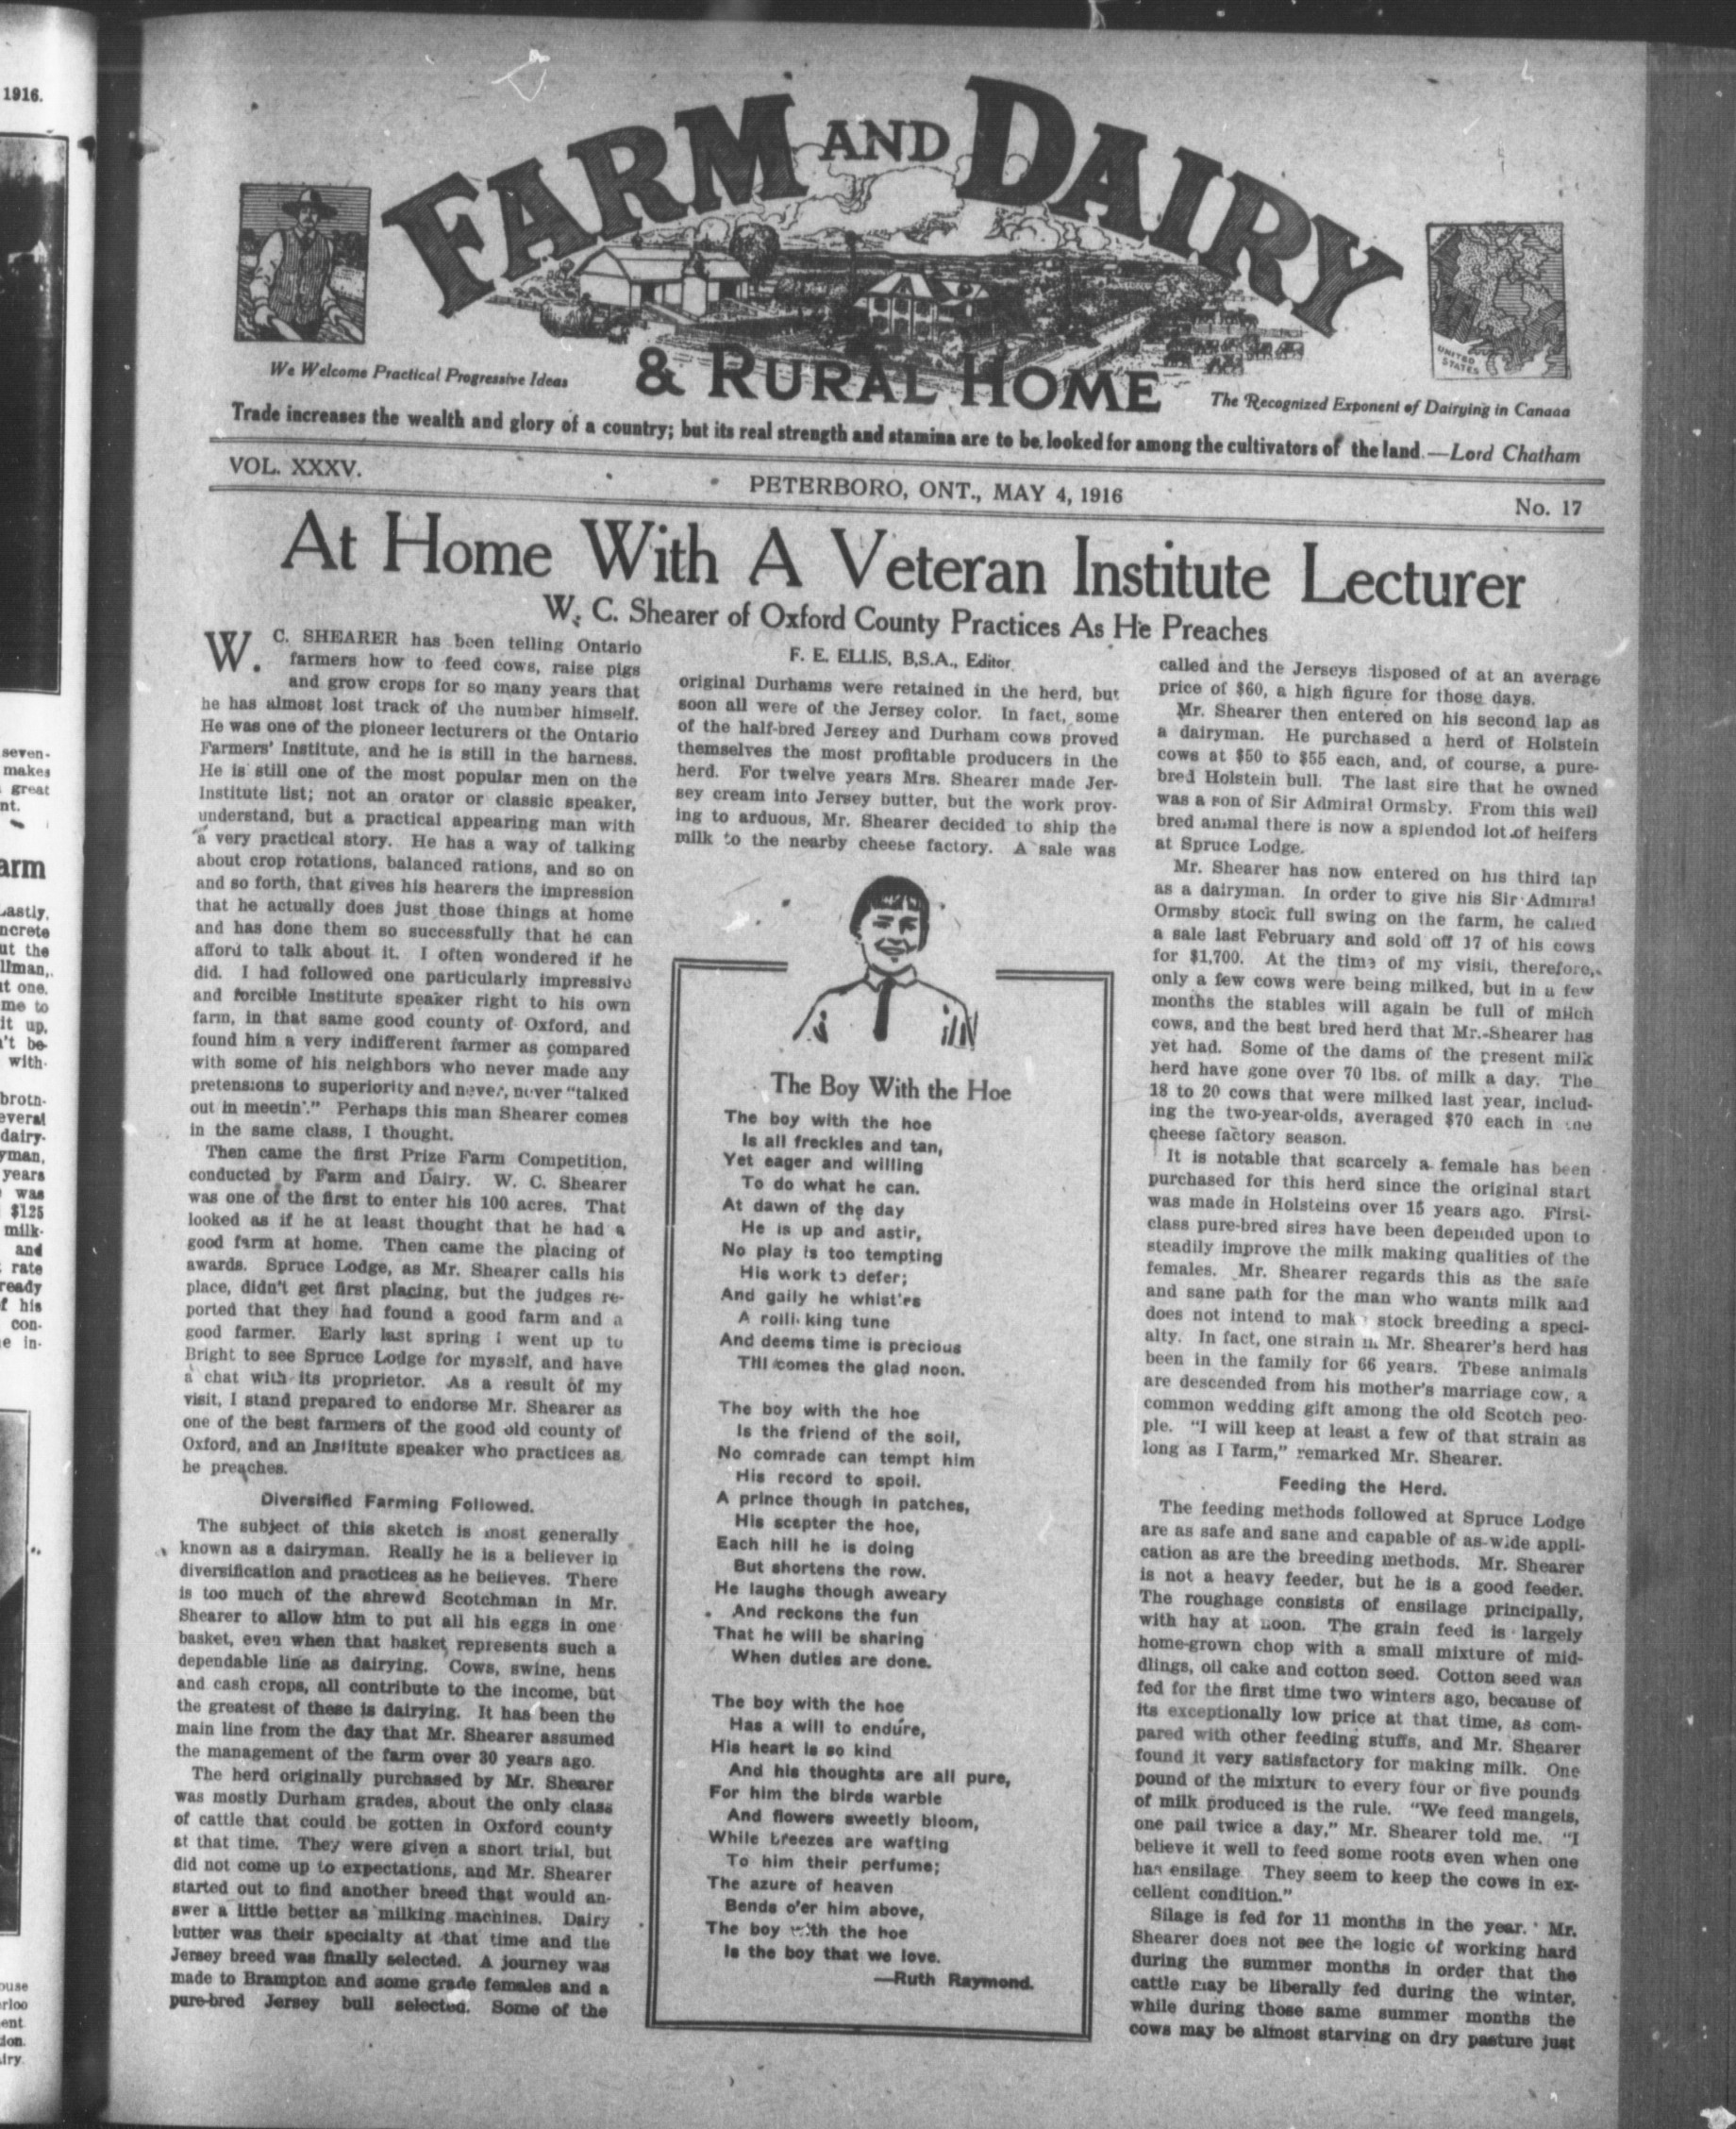 1916.
seven-
makes
great
nt.
arm
Lastly,
ncrete
ut the
llman,
ut one.
me to
it up,
n't be-
with-
broth-
everal
dairy-
yman,
years
was
$125
milk-
and
rate
ready
f his
con-
e in-
ouse
erloo
ent
tion.
iry.
FARM AND DAIRY
& RURAL HOME
UNITED
STATES
We Welcome Practical Progressive Ideas
The Recognized Exponent of Dairying in Canada
Trade increases the wealth and glory of a country; but its real strength and stamina are to be looked for among the cultivators of the land.—Lord Chatham
VOL. XXXV.
PETERBORO, ONT., MAY 4, 1916
No. 17
At Home With A Veteran Institute Lecturer
W. C. Shearer of Oxford County Practices As He Preaches
F. E. ELLIS, B.S.A., Editor
W. C. SHEARER has been telling Ontario
farmers how to feed cows, raise pigs
and grow crops for so many years that
he has almost lost track of the number himself.
He was one of the pioneer lecturers of the Ontario
Farmers' Institute, and he is still in the harness.
He is still one of the most popular men on the
Institute list; not an orator or classic speaker,
understand, but a practical appearing man with
a very practical story. He has a way of talking
about crop rotations, balanced rations, and so on
and so forth, that gives his hearers the impression
that he actually does just those things at home
and has done them so successfully that he can
afford to talk about it. I often wondered if he
did. I had followed one particularly impressive
and forcible Institute speaker right to his own
farm, in that same good county of Oxford, and
found him a very indifferent farmer as compared
with some of his neighbors who never made any
pretensions to superiority and never, never "talked
out in meetin'." Perhaps this man Shearer comes
in the same class, I thought.
Then came the first Prize Farm Competition,
conducted by Farm and Dairy. W. C. Shearer
was one of the first to enter his 100 acres. That
looked as if he at least thought that he had a
good farm at home. Then came the placing of
awards. Spruce Lodge, as Mr. Shearer calls his
place, didn't get first placing, but the judges re-
ported that they had found a good farm and a
good farmer. Early last spring I went up to
Bright to see Spruce Lodge for myself, and have
a chat with its proprietor. As a result of my
visit, I stand prepared to endorse Mr. Shearer as
one of the best farmers of the good old county of
Oxford, and an Institute speaker who practices as
he preaches.
Diversified Farming Followed.
The subject of this sketch is most generally
known as a dairyman. Really he is a believer in
diversification and practices as he believes. There
is too much of the shrewd Scotchman in Mr.
Shearer to allow him to put all his eggs in one
basket, even when that basket represents such a
dependable line as dairying. Cows, swine, hens
and cash crops, all contribute to the income, but
the greatest of these is dairying. It has been the
main line from the day that Mr. Shearer assumed
the management of the farm over 30 years ago.
The herd originally purchased by Mr. Shearer
was mostly Durham grades, about the only class
of cattle that could be gotten in Oxford county
at that time. They were given a short trial, but
did not come up to expectations, and Mr. Shearer
started out to find another breed that would an-
swer a little better as milking machines. Dairy
butter was their specialty at that time and the
Jersey breed was finally selected. A journey was
made to Brampton and some grade females and a
pure-bred Jersey bull selected. Some of the
original Durhams were retained in the herd, but
soon all were of the Jersey color. In fact, some
of the half-bred Jersey and Durham cows proved
themselves the most profitable producers in the
herd. For twelve years Mrs. Shearer made Jer-
sey cream into Jersey butter, but the work prov-
ing to arduous, Mr. Shearer decided to ship the
milk to the nearby cheese factory. A sale was
The Boy With the Hoe
The boy with the hoe
Is all freckles and tan,
Yet eager and willing
To do what he can.
At dawn of the day
He is up and astir,
No play is too tempting
His work to defer;
And gaily he whistles
A rollicking tune
And deems time is precious
Till comes the glad noon.
The boy with the hoe
Is the friend of the soil,
No comrade can tempt him
His record to spoil.
A prince though in patches,
His scepter the hoe,
Each hill he is doing
But shortens the row.
He laughs though aweary
And reckons the fun
That he will be sharing
When duties are done.
The boy with the hoe
Has a will to endure,
His heart is so kind
And his thoughts are all pure,
For him the birds warble
And flowers sweetly bloom,
While breezes are wafting
To him their perfume;
The azure of heaven
Bends o'er him above,
The boy with the hoe
Is the boy that we love.
—Ruth Raymond.
called and the Jerseys disposed of at an average
price of $60, a high figure for those days.
Mr. Shearer then entered on his second lap as
a dairyman. He purchased a herd of Holstein
cows at $50 to $55 each, and, of course, a pure-
bred Holstein bull. The last sire that he owned
was a son of Sir Admiral Ormsby. From this well
bred animal there is now a splendod lot of heifers
at Spruce Lodge.
Mr. Shearer has now entered on his third lap
as a dairyman. In order to give his Sir Admiral
Ormsby stock full swing on the farm, he called
a sale last February and sold off 17 of his cows
for $1,700. At the time of my visit, therefore,
only a few cows were being milked, but in a few
months the stables will again be full of milch
cows, and the best bred herd that Mr. Shearer has
yet had. Some of the dams of the present milk
herd have gone over 70 lbs. of milk a day. The
18 to 20 cows that were milked last year, includ-
ing the two-year-olds, averaged $70 each in the
cheese factory season.
It is notable that scarcely a female has been
purchased for this herd since the original start
was made in Holsteins over 15 years ago. First-
class pure-bred sires have been depended upon to
steadily improve the milk making qualities of the
females. Mr. Shearer regards this as the safe
and sane path for the man who wants milk and
does not intend to make stock breeding a speci-
alty. In fact, one strain in Mr. Shearer's herd has
been in the family for 66 years. These animals
are descended from his mother's marriage cow, a
common wedding gift among the old Scotch peo-
ple. "I will keep at least a few of that strain as
long as I farm," remarked Mr. Shearer.
Feeding the Herd.
The feeding methods followed at Spruce Lodge
are as safe and sane and capable of as wide appli-
cation as are the breeding methods. Mr. Shearer
is not a heavy feeder, but he is a good feeder.
The roughage consists of ensilage principally,
with hay at noon. The grain feed is largely
home-grown chop with a small mixture of mid-
dlings, oil cake and cotton seed. Cotton seed was
fed for the first time two winters ago, because of
its exceptionally low price at that time, as com-
pared with other feeding stuffs, and Mr. Shearer
found it very satisfactory for making milk. One
pound of the mixture to every four or five pounds
of milk produced is the rule. "We feed mangels,
one pail twice a day," Mr. Shearer told me. "I
believe it well to feed some roots even when one
has ensilage. They seem to keep the cows in ex-
cellent condition."
Silage is fed for 11 months in the year. Mr.
Shearer does not see the logic of working hard
during the summer months in order that the
cattle may be liberally fed during the winter,
while during those same summer months the
cows may be almost starving on dry pasture just